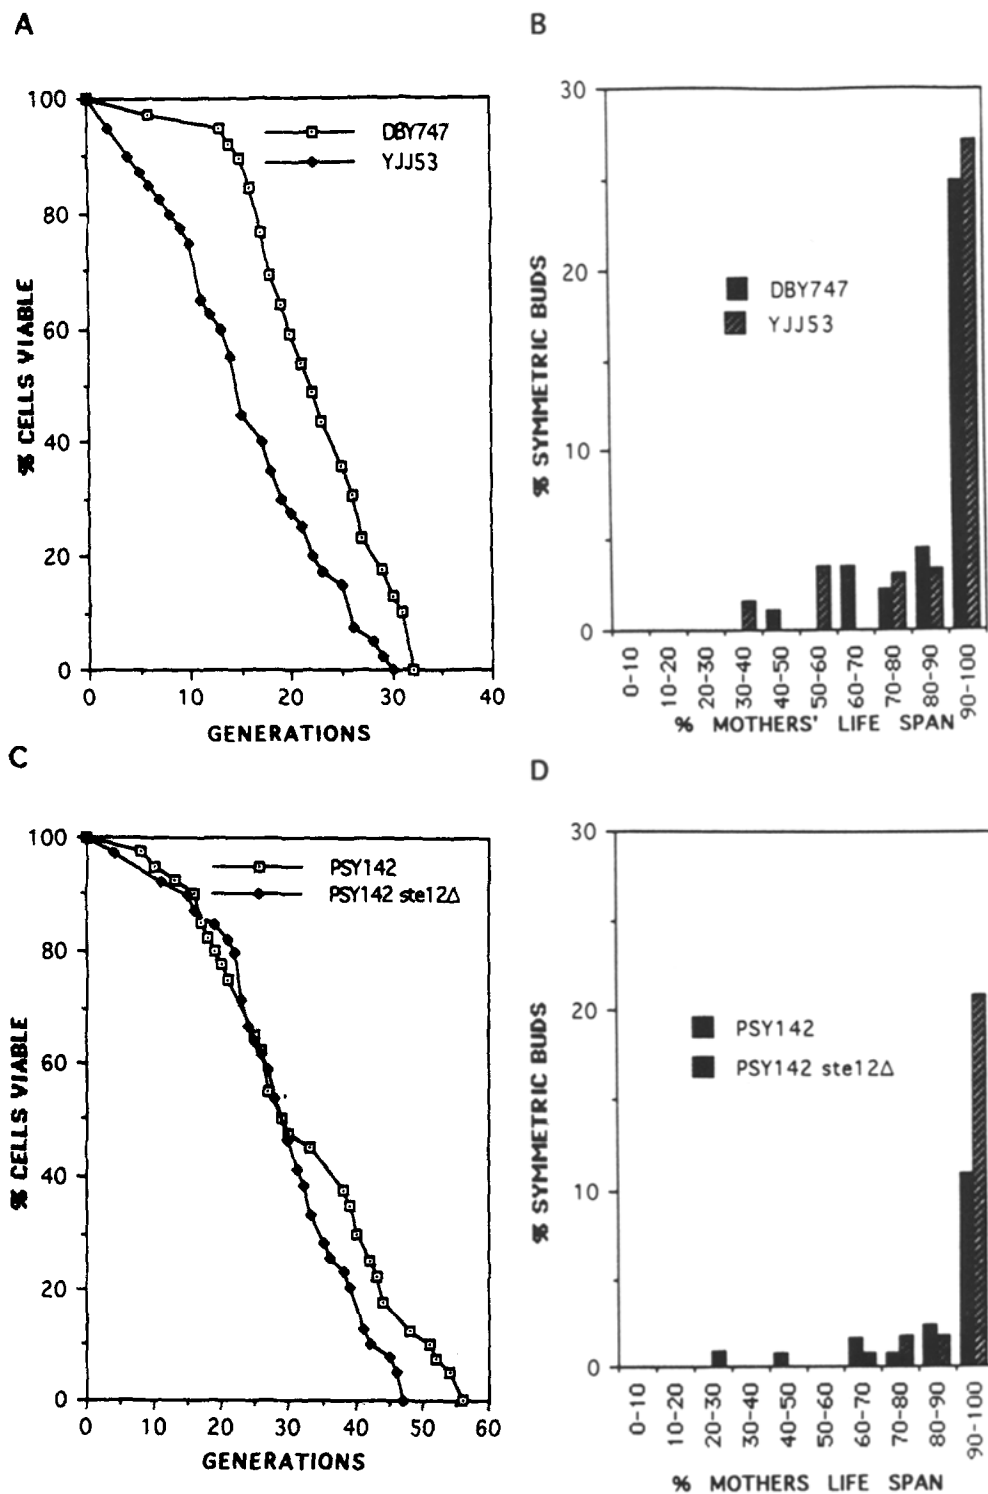 A
% CELLS VIABLE
100
80
60
40
20
0
DBY747
YJJ53
0 10 20 30 40
GENERATIONS
B
% SYMMETRIC BUDS
30
20
10
0
DBY747
YJJ53
0-10
10-20
20-30
30-40
40-50
50-60
60-70
70-80
80-90
90-100
% MOTHERS' LIFE SPAN
C
% CELLS VIABLE
100
80
60
40
20
0
PSY142
PSY142 ste12Δ
0 10 20 30 40 50 60
GENERATIONS
D
% SYMMETRIC BUDS
30
20
10
0
PSY142
PSY142 ste12Δ
0-10
10-20
20-30
30-40
40-50
50-60
60-70
70-80
80-90
90-100
% MOTHERS LIFE SPAN